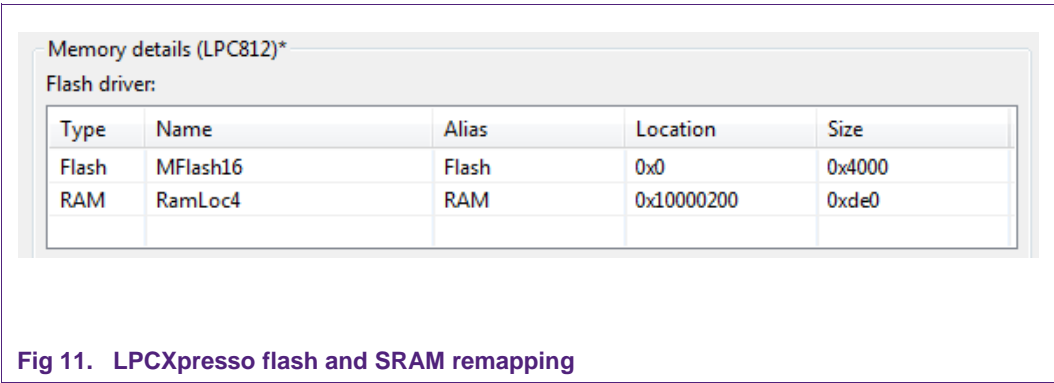 Memory details (LPC812)*
Flash driver:
Type Name Alias Location Size
Flash MFlash16 Flash 0x0 0x4000
RAM RamLoc4 RAM 0x10000200 0xde0
Fig 11. LPCXpresso flash and SRAM remapping